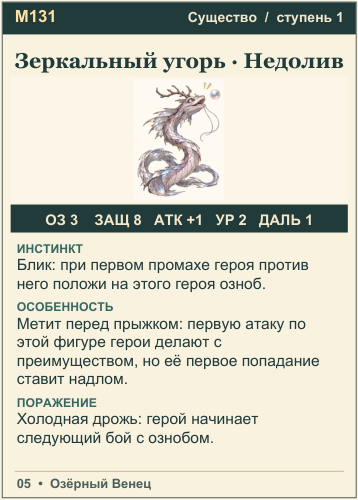 М131 Существо / ступень 1
Зеркальный угорь · Недолив
ОЗ 3 ЗАЩ 8 АТК +1 УР 2 ДАЛЬ 1
ИНСТИНКТ
Блик: при первом промахе героя против
него положи на этого героя озноб.
ОСОБЕННОСТЬ
Метит перед прыжком: первую атаку по
этой фигуре герои делают с
преимуществом, но её первое попадание
ставит надлом.
ПОРАЖЕНИЕ
Холодная дрожь: герой начинает
следующий бой с ознобом.
05 • Озёрный Венец